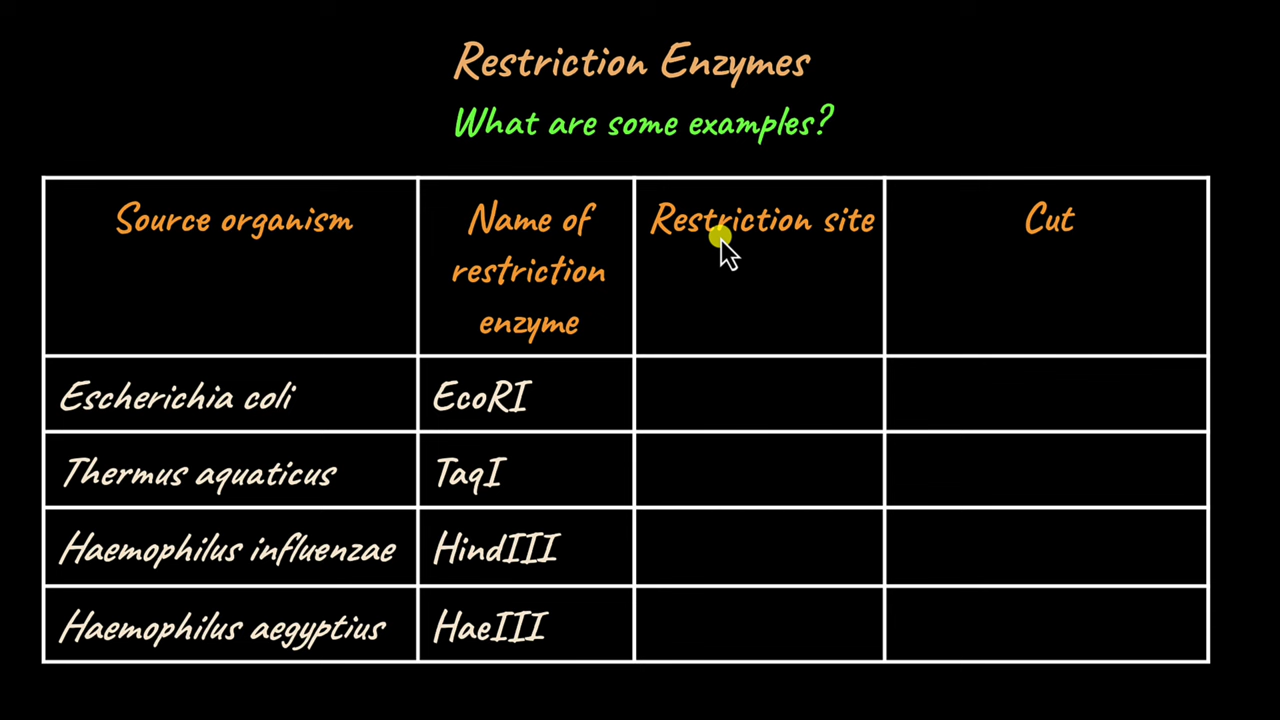 Restriction Enzymes
What are some examples?
Source organism
Name of
restriction
enzyme
Restriction site
Cut
Escherichia coli
EcoRI
Thermus aquaticus
TaqI
Haemophilus influenzae
HindIII
Haemophilus aegyptius
HaeIII